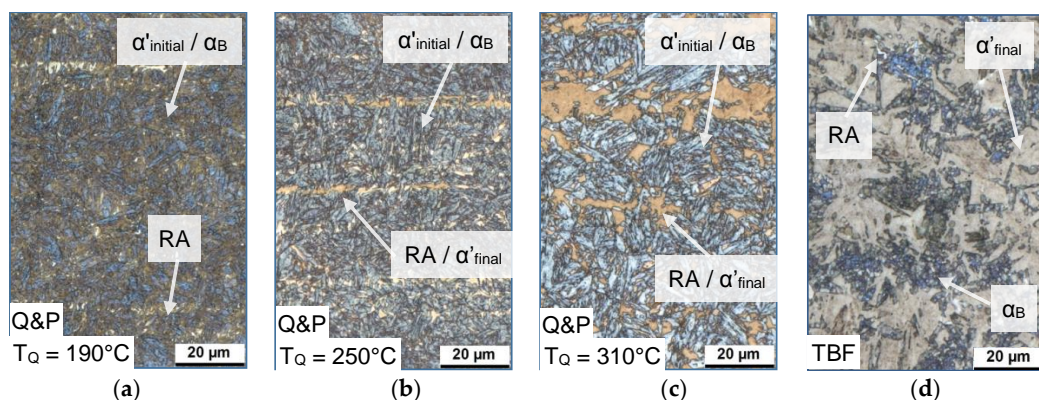 α'initial / αB
RA
Q&P
TQ = 190°C
20 µm
(a)
α'initial / αB
RA / α'final
Q&P
TQ = 250°C
20 µm
(b)
α'initial / αB
RA / α'final
Q&P
TQ = 310°C
20 µm
(c)
α'final
RA
αB
TBF
20 µm
(d)